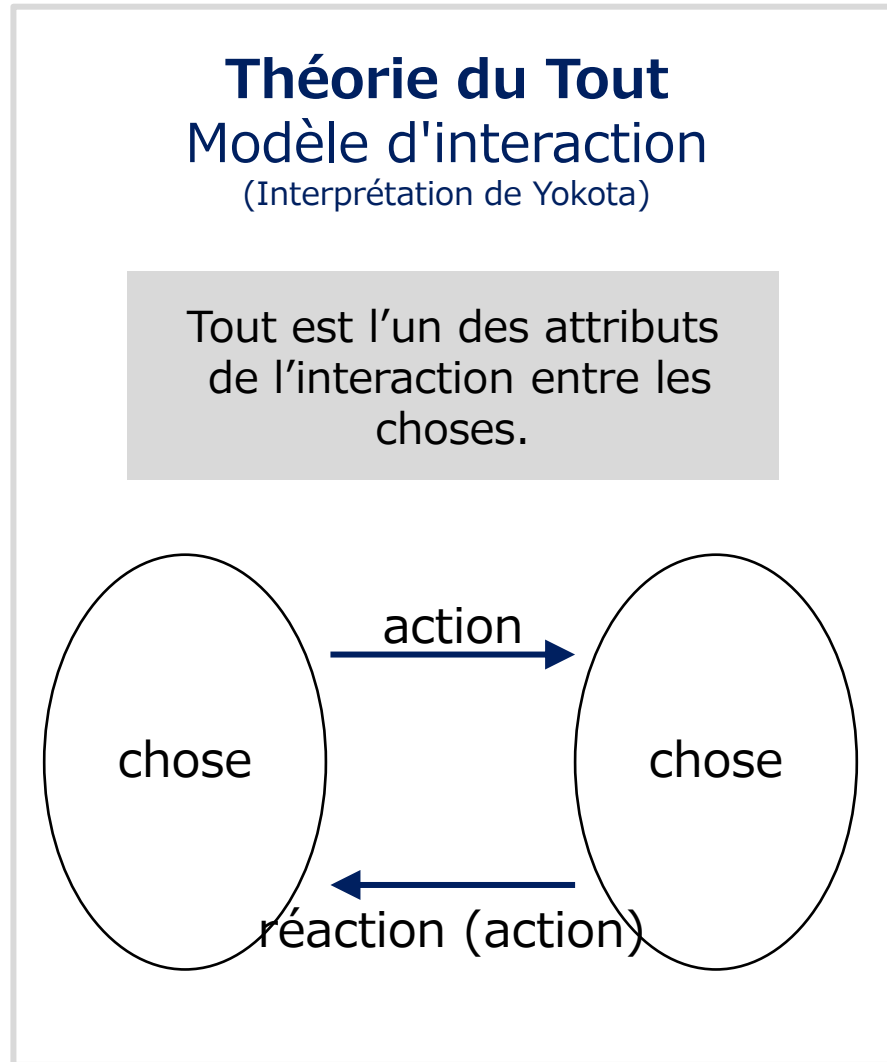 Théorie du Tout
Modèle d'interaction
(Interprétation de Yokota)
Tout est l’un des attributs
de l’interaction entre les
choses.
action
chose
chose
réaction (action)